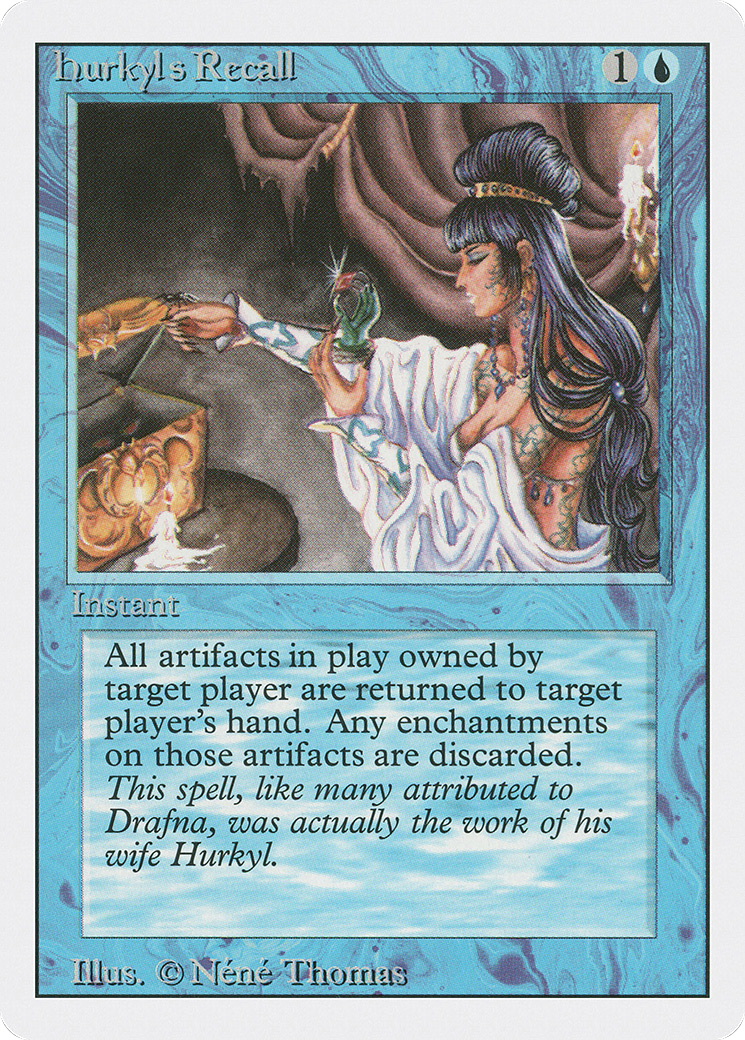 Hurkyl's Recall 1
Instant
All artifacts in play owned by
target player are returned to target
player's hand. Any enchantments
on those artifacts are discarded.
This spell, like many attributed to
Drafna, was actually the work of his
wife Hurkyl.
Illus. © Néné Thomas